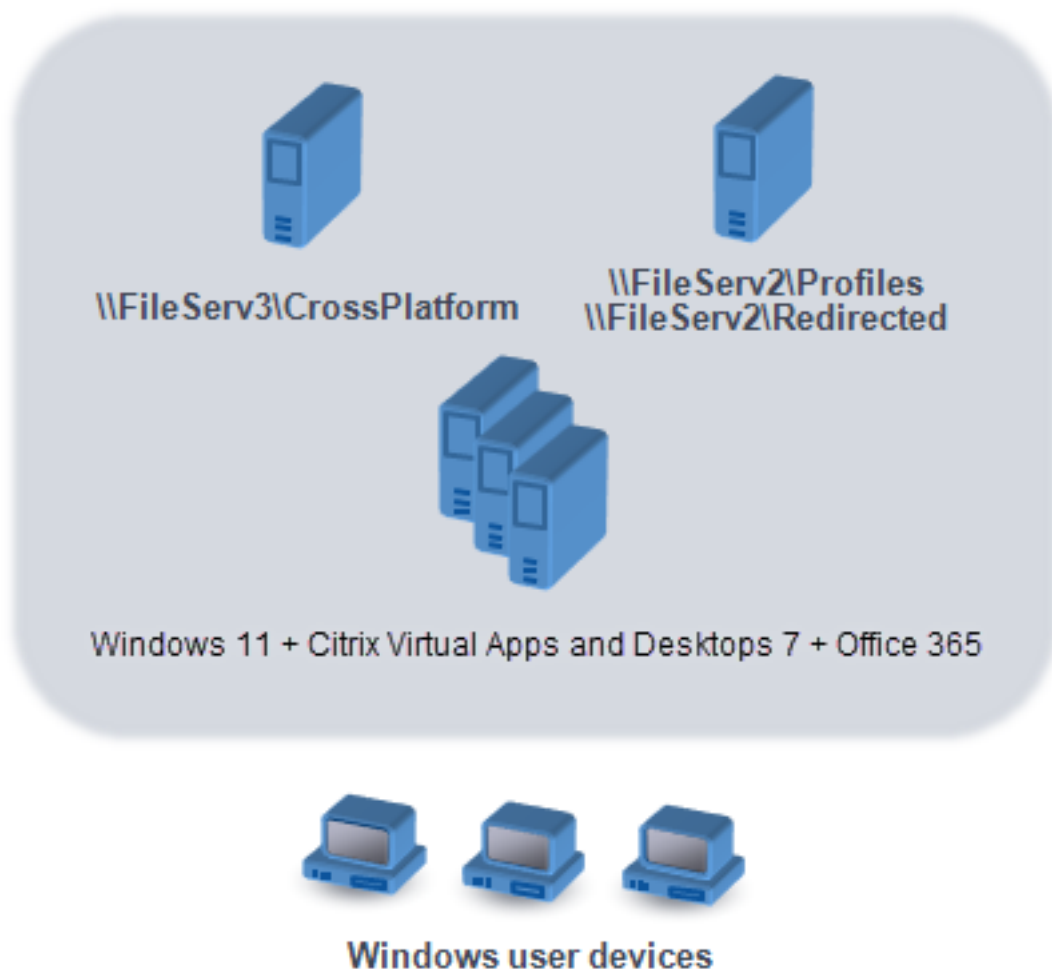 \\FileServ3\CrossPlatform
\\FileServ2\Profiles
\\FileServ2\Redirected
Windows 11 + Citrix Virtual Apps and Desktops 7 + Office 365
Windows user devices